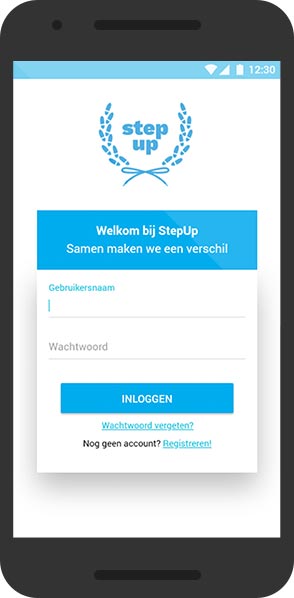 12:30
step
up
Welkom bij StepUp
Samen maken we een verschil
Gebruikersnaam
Wachtwoord
INLOGGEN
Wachtwoord vergeten?
Nog geen account? Registreren!